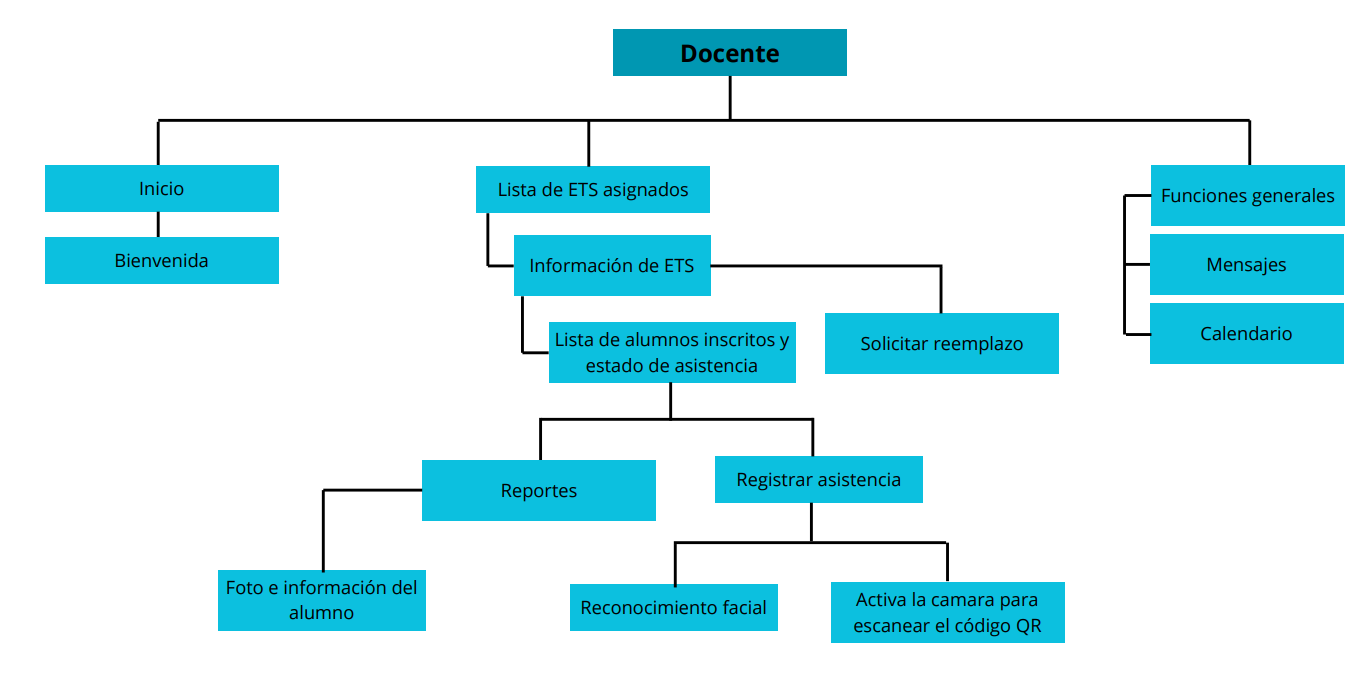 Docente
Inicio
Lista de ETS asignados
Funciones generales
Bienvenida
Información de ETS
Mensajes
Solicitar reemplazo
Calendario
Lista de alumnos inscritos y
estado de asistencia
Reportes
Registrar asistencia
Foto e información del
alumno
Reconocimiento facial
Activa la camara para
escanear el código QR